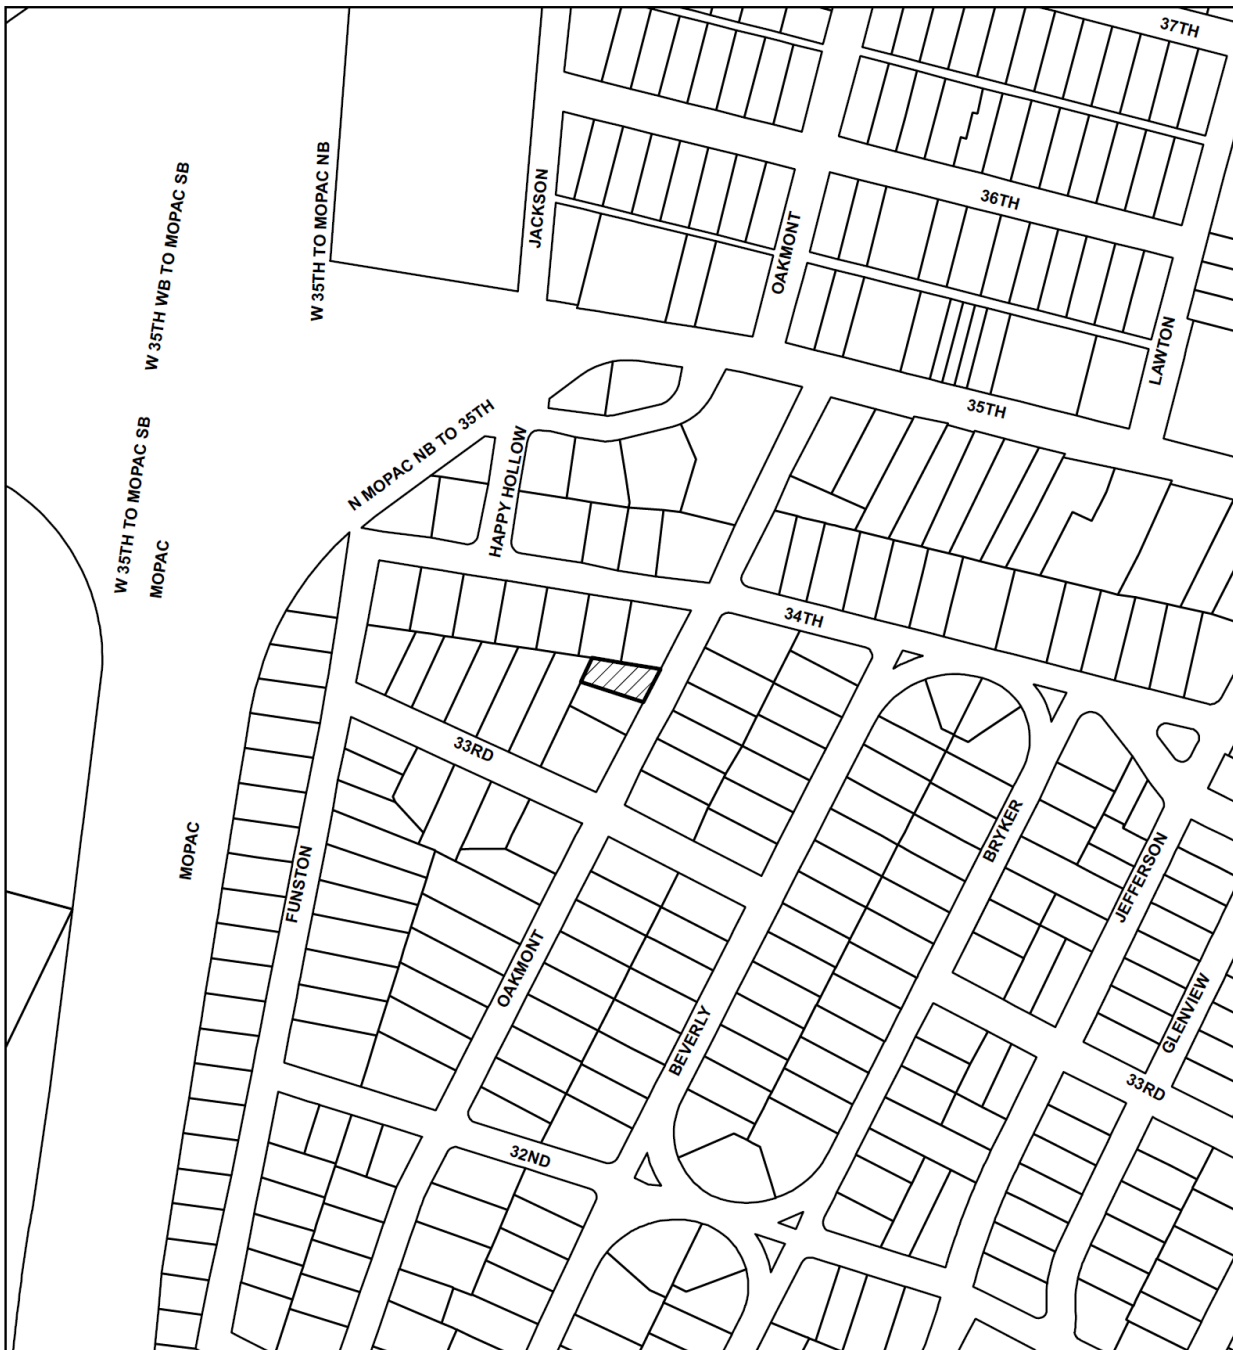 37TH
W 35TH WB TO MOPAC SB
W 35TH TO MOPAC NB
JACKSON
36TH
OAKMONT
LAWTON
35TH
N MOPAC NB TO 35TH
HAPPY HOLLOW
W 35TH TO MOPAC SB
MOPAC
34TH
33RD
MOPAC
FUNSTON
BRYKER
JEFFERSON
OAKMONT
BEVERLY
GLENVIEW
33RD
32ND